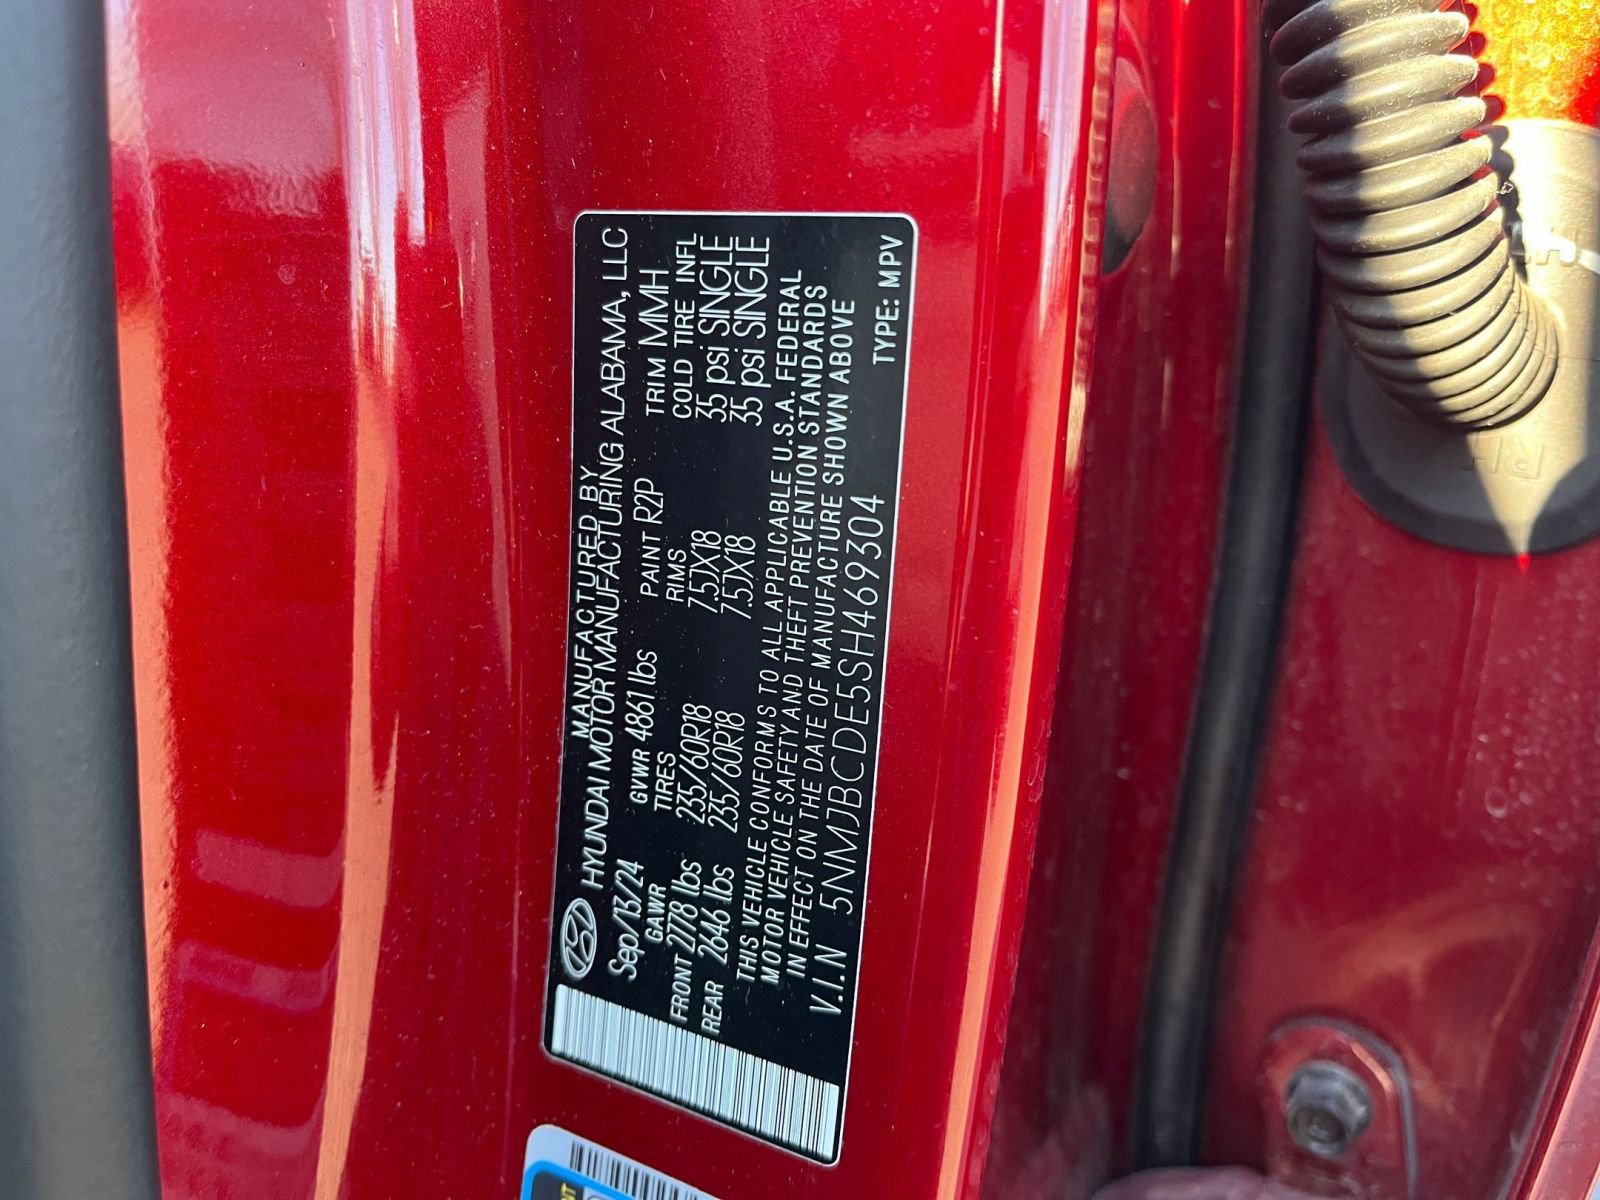 MANUFACTURED BY
HYUNDAI MOTOR MANUFACTURING ALABAMA, LLC
Sep/13/24 GVWR 4861 lbs PAINT R2P TRIM MMH
GAWR TIRES RIMS COLD TIRE INFL
FRONT 2778 lbs 235/60R18 7.5JX18 35 psi SINGLE
REAR 2646 lbs 235/60R18 7.5JX18 35 psi SINGLE
THIS VEHICLE CONFORMS TO ALL APPLICABLE U.S.A. FEDERAL
MOTOR VEHICLE SAFETY AND THEFT PREVENTION STANDARDS
IN EFFECT ON THE DATE OF MANUFACTURE SHOWN ABOVE
V.I.N 5NMJBCDE5SH469304 TYPE: MPV
RH